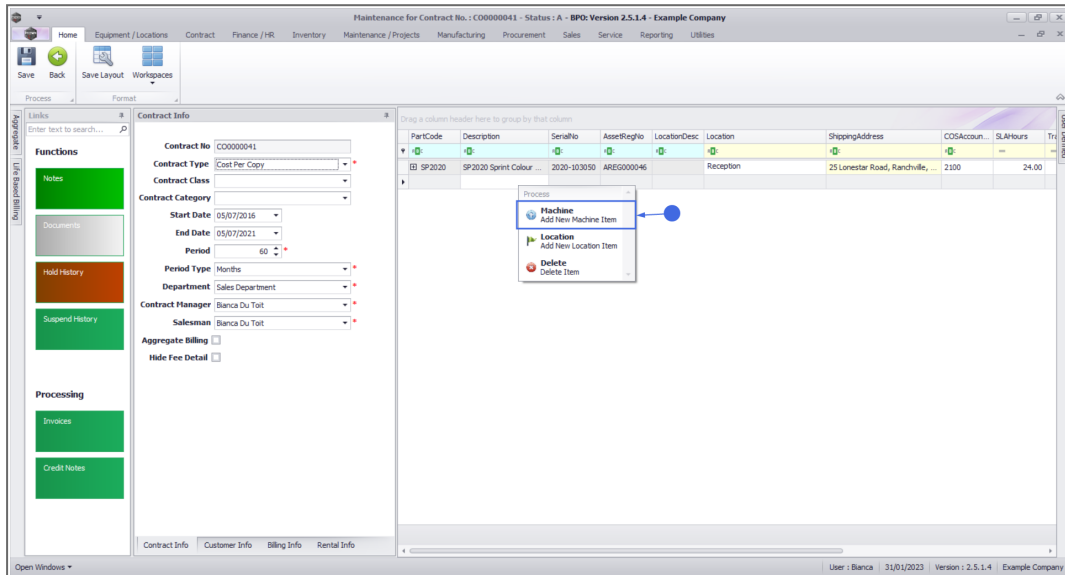 Maintenance for Contract No. : CO0000041 - Status : A - BPO: Version 2.5.1.4 - Example Company
Home Equipment / Locations Contract Finance / HR Inventory Maintenance / Projects Manufacturing Procurement Sales Service Reporting Utilities
Save Back Save Layout Workspaces
Process Format
Aggregate
Life Based Billing
Links
Enter text to search...
Functions
Notes
Documents
Hold History
Suspend History
Processing
Invoices
Credit Notes
Contract Info
Contract No CO0000041
Contract Type Cost Per Copy *
Contract Class
Contract Category
Start Date 05/07/2016
End Date 05/07/2021
Period 60 *
Period Type Months *
Department Sales Department *
Contract Manager Bianca Du Toit *
Salesman Bianca Du Toit *
Aggregate Billing
Hide Fee Detail
Contract Info Customer Info Billing Info Rental Info
Drag a column header here to group by that column
PartCode Description SerialNo AssetRegNo LocationDesc Location ShippingAddress COSAccoun... SLAHours Tra
SP2020 SP2020 Sprint Colour ... 2020-103050 AREG000046 Reception 25 Lonestar Road, Ranchville, ... 2100 24.00
Process
Machine
Add New Machine Item
Location
Add New Location Item
Delete
Delete Item
User Defined
Open Windows User : Bianca 31/01/2023 Version : 2.5.1.4 Example Company